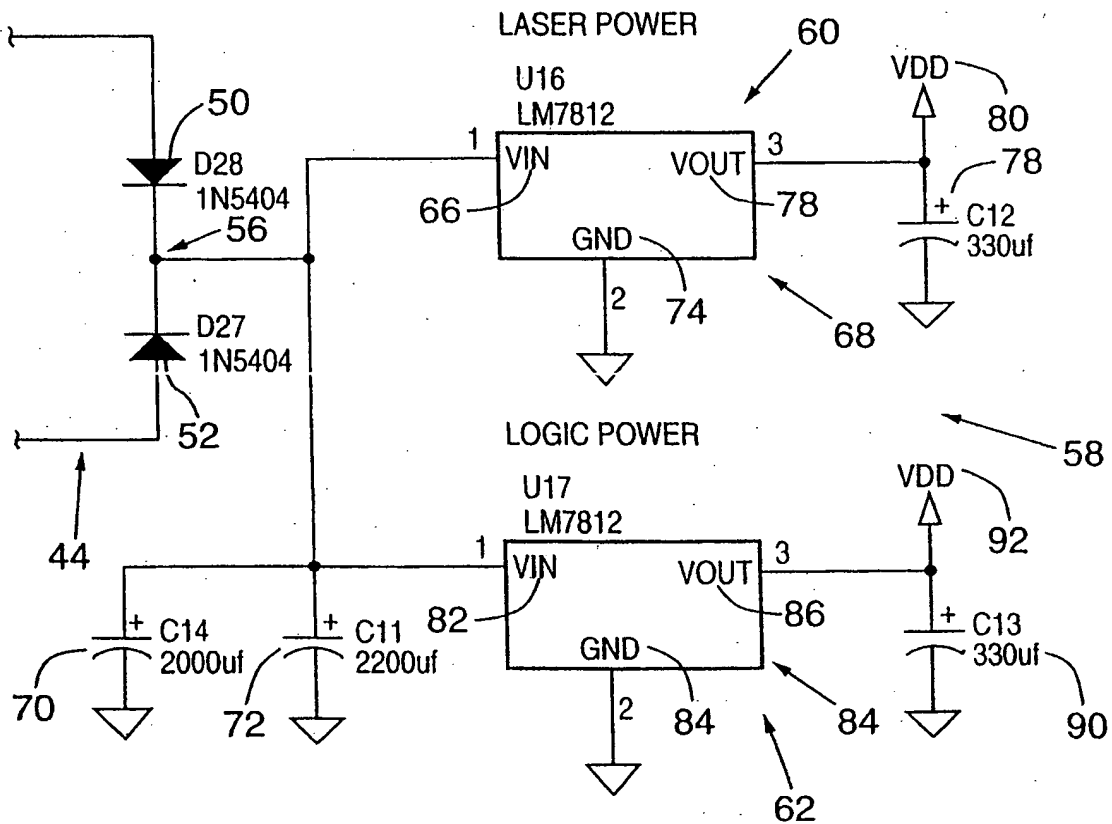 LASER POWER
60
U16
LM7812
VDD
80
50
D28
1N5404
1
VIN
VOUT
3
78
66
78
+
C12
330uf
56
GND
74
2
68
D27
1N5404
52
44
LOGIC POWER
58
U17
LM7812
VDD
92
1
VIN
VOUT
3
82
86
+
C14
2000uf
70
+
C11
2200uf
72
+
C13
330uf
90
GND
84
2
84
62